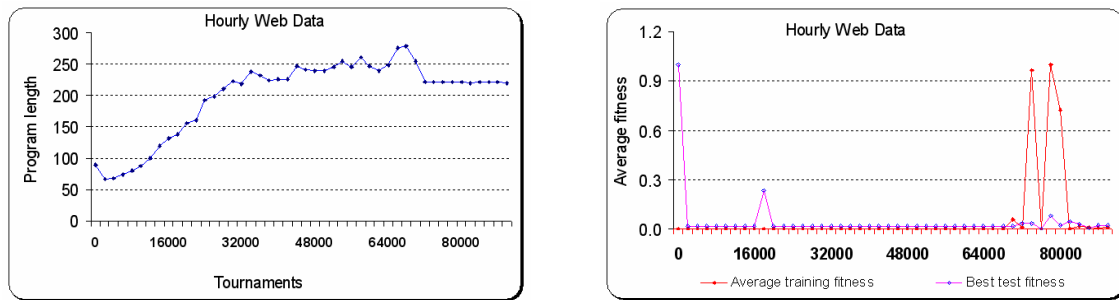 Hourly Web Data
Program length
300
250
200
150
100
50
0
0 16000 32000 48000 64000 80000
Tournaments
Hourly Web Data
Average fitness
1.2
0.9
0.6
0.3
0.0
0 16000 32000 48000 64000 80000
Average training fitness Best test fitness